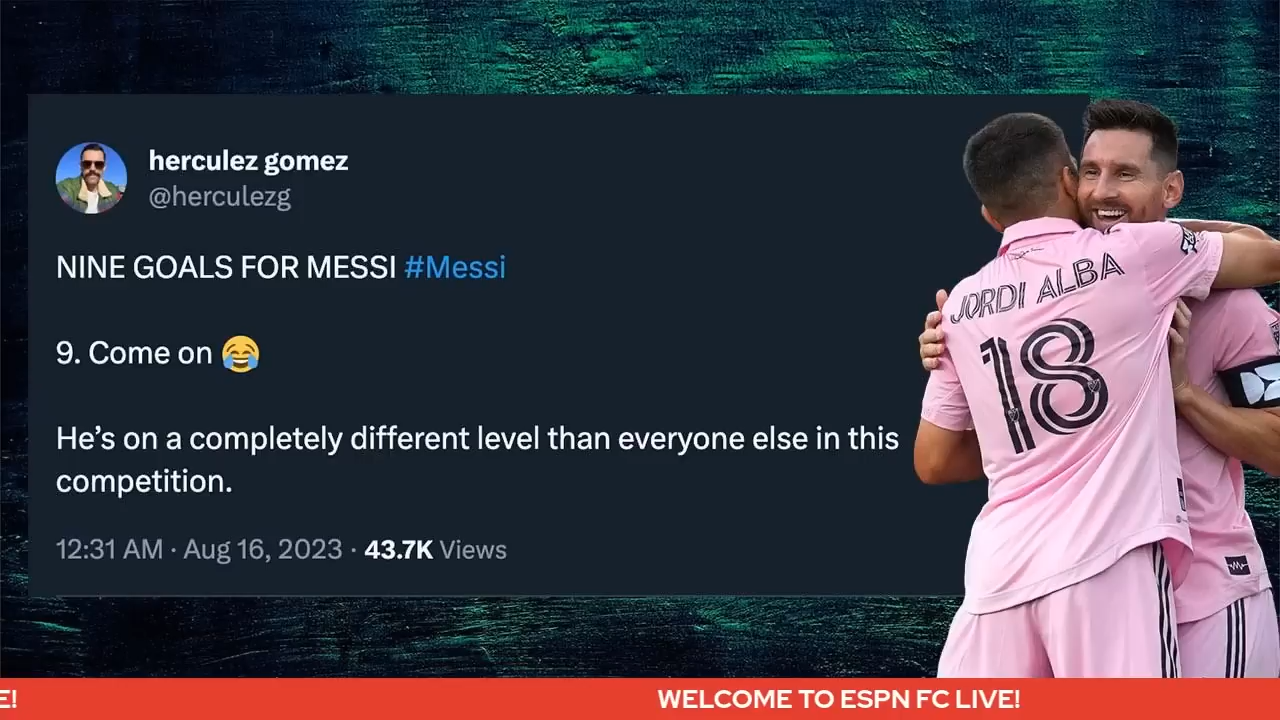 herculez gomez
@herculezg
NINE GOALS FOR MESSI #Messi
9. Come on 😂
He’s on a completely different level than everyone else in this
competition.
12:31 AM · Aug 16, 2023 · 43.7K Views
JORDI ALBA
18
E!
WELCOME TO ESPN FC LIVE!